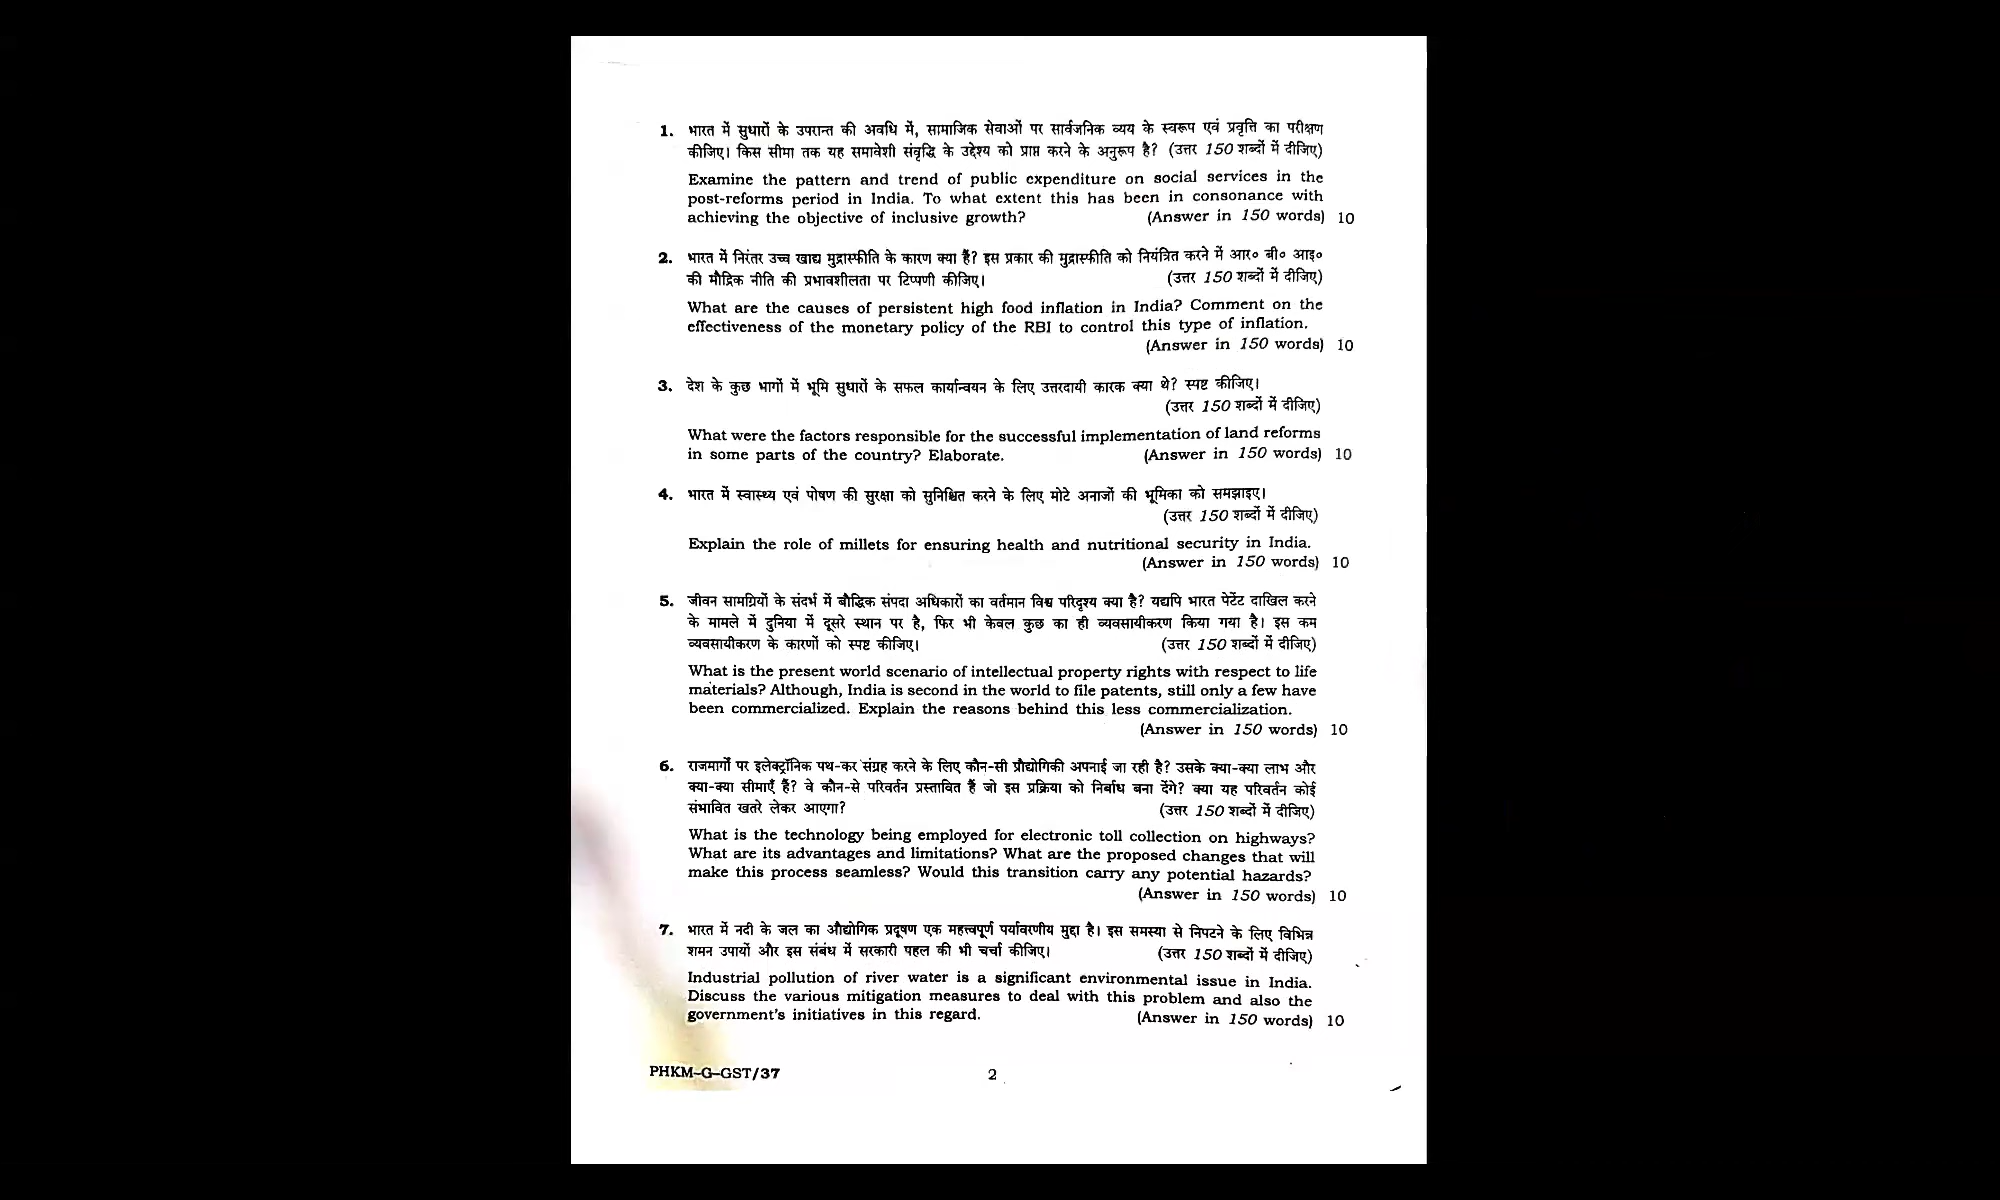 1. भारत में सुधारों के उपरान्त की अवधि में, सामाजिक सेवाओं पर सार्वजनिक व्यय के स्वरूप एवं प्रवृत्ति का परीक्षण
कीजिए। किस सीमा तक यह समावेशी संवृद्धि के उद्देश्य को प्राप्त करने के अनुरूप है? (उत्तर 150 शब्दों में दीजिए)
Examine the pattern and trend of public expenditure on social services in the
post-reforms period in India. To what extent this has been in consonance with
achieving the objective of inclusive growth? (Answer in 150 words) 10
2. भारत में निरंतर उच्च खाद्य मुद्रास्फीति के कारण क्या हैं? इस प्रकार की मुद्रास्फीति को नियंत्रित करने में आर० बी० आइ०
की मौद्रिक नीति की प्रभावशीलता पर टिप्पणी कीजिए। (उत्तर 150 शब्दों में दीजिए)
What are the causes of persistent high food inflation in India? Comment on the
effectiveness of the monetary policy of the RBI to control this type of inflation.
(Answer in 150 words) 10
3. देश के कुछ भागों में भूमि सुधारों के सफल कार्यान्वयन के लिए उत्तरदायी कारक क्या थे? स्पष्ट कीजिए।
(उत्तर 150 शब्दों में दीजिए)
What were the factors responsible for the successful implementation of land reforms
in some parts of the country? Elaborate. (Answer in 150 words) 10
4. भारत में स्वास्थ्य एवं पोषण की सुरक्षा को सुनिश्चित करने के लिए मोटे अनाजों की भूमिका को समझाइए।
(उत्तर 150 शब्दों में दीजिए)
Explain the role of millets for ensuring health and nutritional security in India.
(Answer in 150 words) 10
5. जीवन सामग्रियों के संदर्भ में बौद्धिक संपदा अधिकारों का वर्तमान विश्व परिदृश्य क्या है? यद्यपि भारत पेटेंट दाखिल करने
के मामले में दुनिया में दूसरे स्थान पर है, फिर भी केवल कुछ का ही व्यवसायीकरण किया गया है। इस कम
व्यवसायीकरण के कारणों को स्पष्ट कीजिए। (उत्तर 150 शब्दों में दीजिए)
What is the present world scenario of intellectual property rights with respect to life
materials? Although, India is second in the world to file patents, still only a few have
been commercialized. Explain the reasons behind this less commercialization.
(Answer in 150 words) 10
6. राजमार्गों पर इलेक्ट्रॉनिक पथ-कर संग्रह करने के लिए कौन-सी प्रौद्योगिकी अपनाई जा रही है? उसके क्या-क्या लाभ और
क्या-क्या सीमाएँ हैं? वे कौन-से परिवर्तन प्रस्तावित हैं जो इस प्रक्रिया को निर्बाध बना देंगे? क्या यह परिवर्तन कोई
संभावित खतरे लेकर आएगा? (उत्तर 150 शब्दों में दीजिए)
What is the technology being employed for electronic toll collection on highways?
What are its advantages and limitations? What are the proposed changes that will
make this process seamless? Would this transition carry any potential hazards?
(Answer in 150 words) 10
7. भारत में नदी के जल का औद्योगिक प्रदूषण एक महत्त्वपूर्ण पर्यावरणीय मुद्दा है। इस समस्या से निपटने के लिए विभिन्न
शमन उपायों और इस संबंध में सरकारी पहल की भी चर्चा कीजिए। (उत्तर 150 शब्दों में दीजिए)
Industrial pollution of river water is a significant environmental issue in India.
Discuss the various mitigation measures to deal with this problem and also the
government's initiatives in this regard. (Answer in 150 words) 10
PHKM-G-GST/37 2